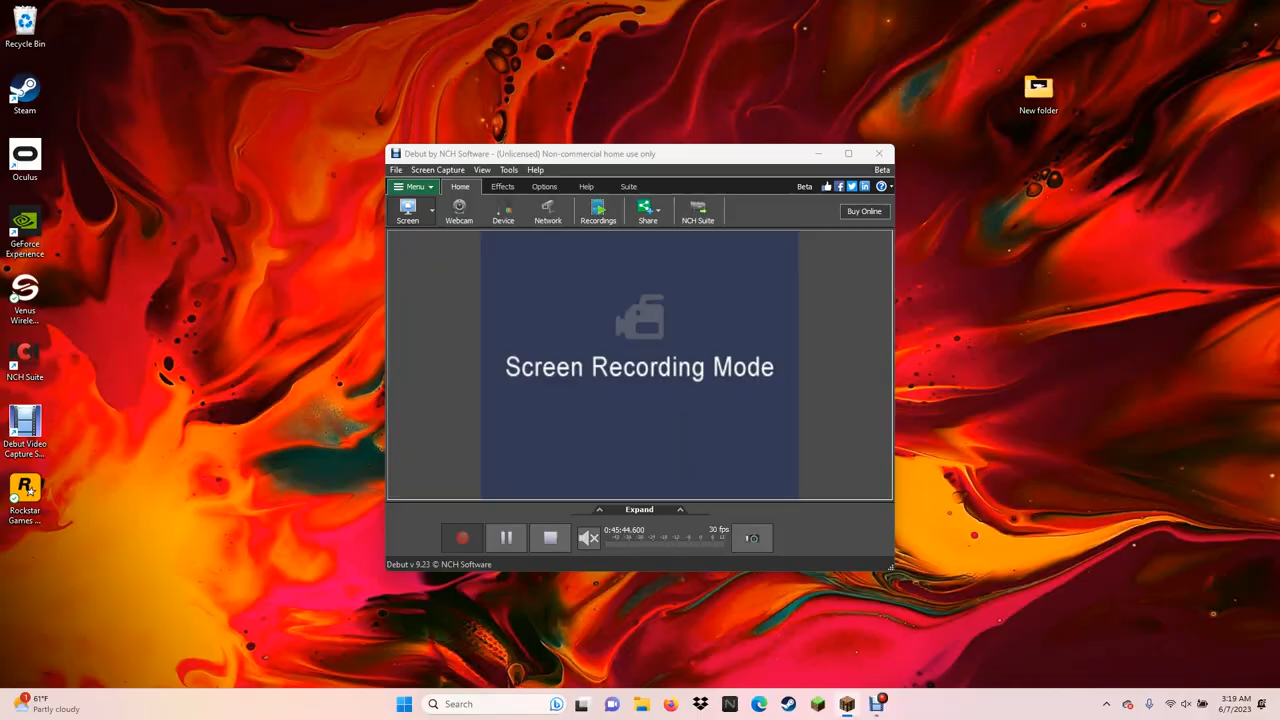 Recycle Bin
Steam
Oculus
GeForce
Experience
Venus
Wirele...
NCH Suite
Debut Video
Capture S...
Rockstar
Games ...
New folder
Debut by NCH Software - (Unlicensed) Non-commercial home use only
File Screen Capture View Tools Help Beta
Menu Home Effects Options Help Suite Beta
Screen Webcam Device Network Recordings Share NCH Suite Buy Online
Screen Recording Mode
Expand
0:45:44.600 30 fps
Debut v 9.23 © NCH Software
61°F
Partly cloudy
Search
3:19 AM
6/7/2023